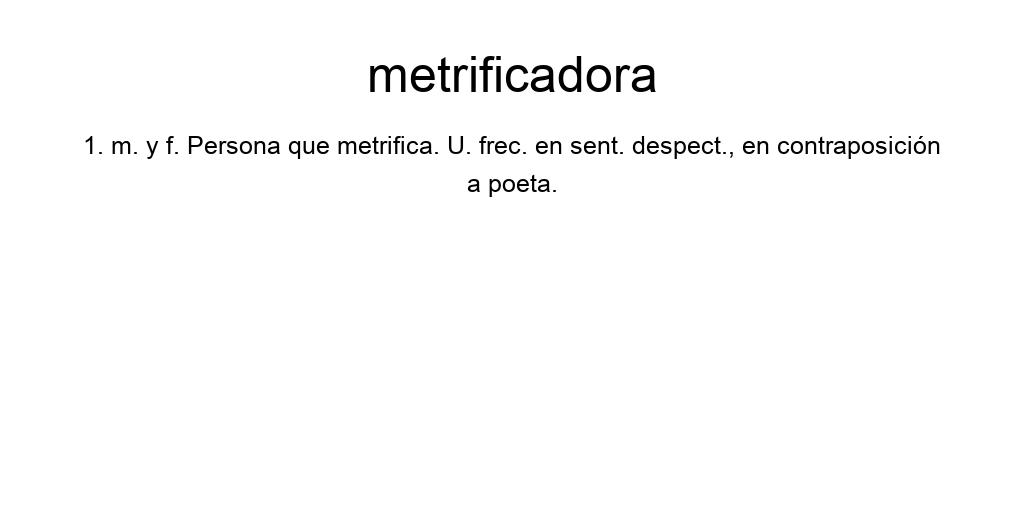 metrificadora
1. m. y f. Persona que metrifica. U. frec. en sent. despect., en contraposición
a poeta.